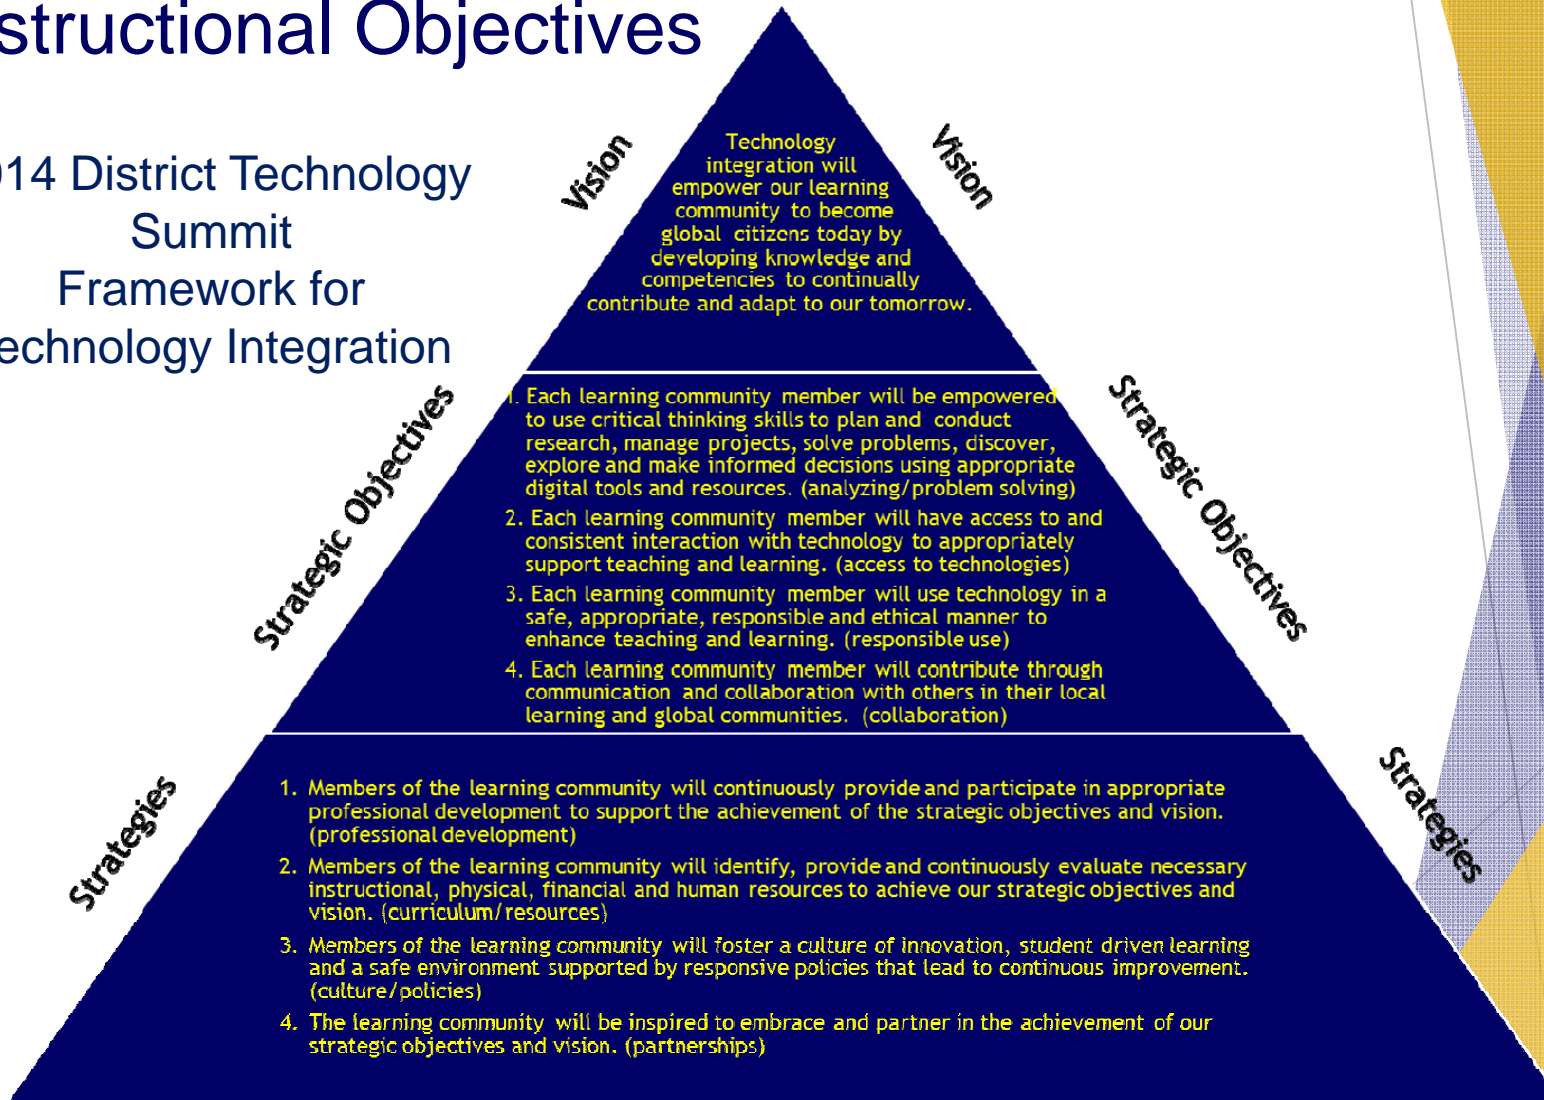 structional Objectives
014 District Technology
Summit
Framework for
echnology Integration
Vision
Vision
Technology
integration will
empower our learning
community to become
global citizens today by
developing knowledge and
competencies to continually
contribute and adapt to our tomorrow.
Strategic Objectives
Strategic Objectives
1. Each learning community member will be empowered
to use critical thinking skills to plan and conduct
research, manage projects, solve problems, discover,
explore and make informed decisions using appropriate
digital tools and resources. (analyzing/problem solving)
2. Each learning community member will have access to and
consistent interaction with technology to appropriately
support teaching and learning. (access to technologies)
3. Each learning community member will use technology in a
safe, appropriate, responsible and ethical manner to
enhance teaching and learning. (responsible use)
4. Each learning community member will contribute through
communication and collaboration with others in their local
learning and global communities. (collaboration)
Strategies
Strategies
1. Members of the learning community will continuously provide and participate in appropriate
professional development to support the achievement of the strategic objectives and vision.
(professional development)
2. Members of the learning community will identify, provide and continuously evaluate necessary
instructional, physical, financial and human resources to achieve our strategic objectives and
vision. (curriculum/resources)
3. Members of the learning community will foster a culture of innovation, student driven learning
and a safe environment supported by responsive policies that lead to continuous improvement.
(culture/policies)
4. The learning community will be inspired to embrace and partner in the achievement of our
strategic objectives and vision. (partnerships)